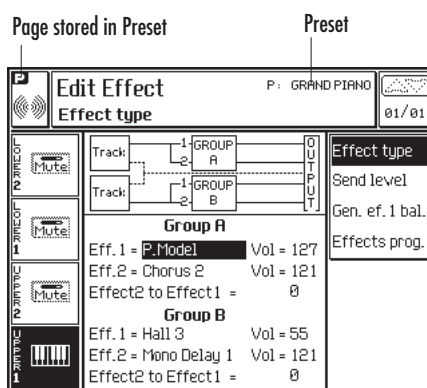 Page stored in Preset
Preset
P
Edit Effect
P: GRAND PIANO
Effect type
01/01
LOWER 2
Mute
LOWER 1
Mute
UPPER 2
Mute
UPPER 1
Track
1
2
GROUP A
Track
1
2
GROUP B
OUTPUT
Group A
Eff.1 = P.Model Vol = 127
Eff.2 = Chorus 2 Vol = 121
Effect2 to Effect1 = 0
Group B
Eff.1 = Hall 3 Vol = 55
Eff.2 = Mono Delay 1 Vol = 121
Effect2 to Effect1 = 0
Effect type
Send level
Gen. ef. 1 bal.
Effects prog.